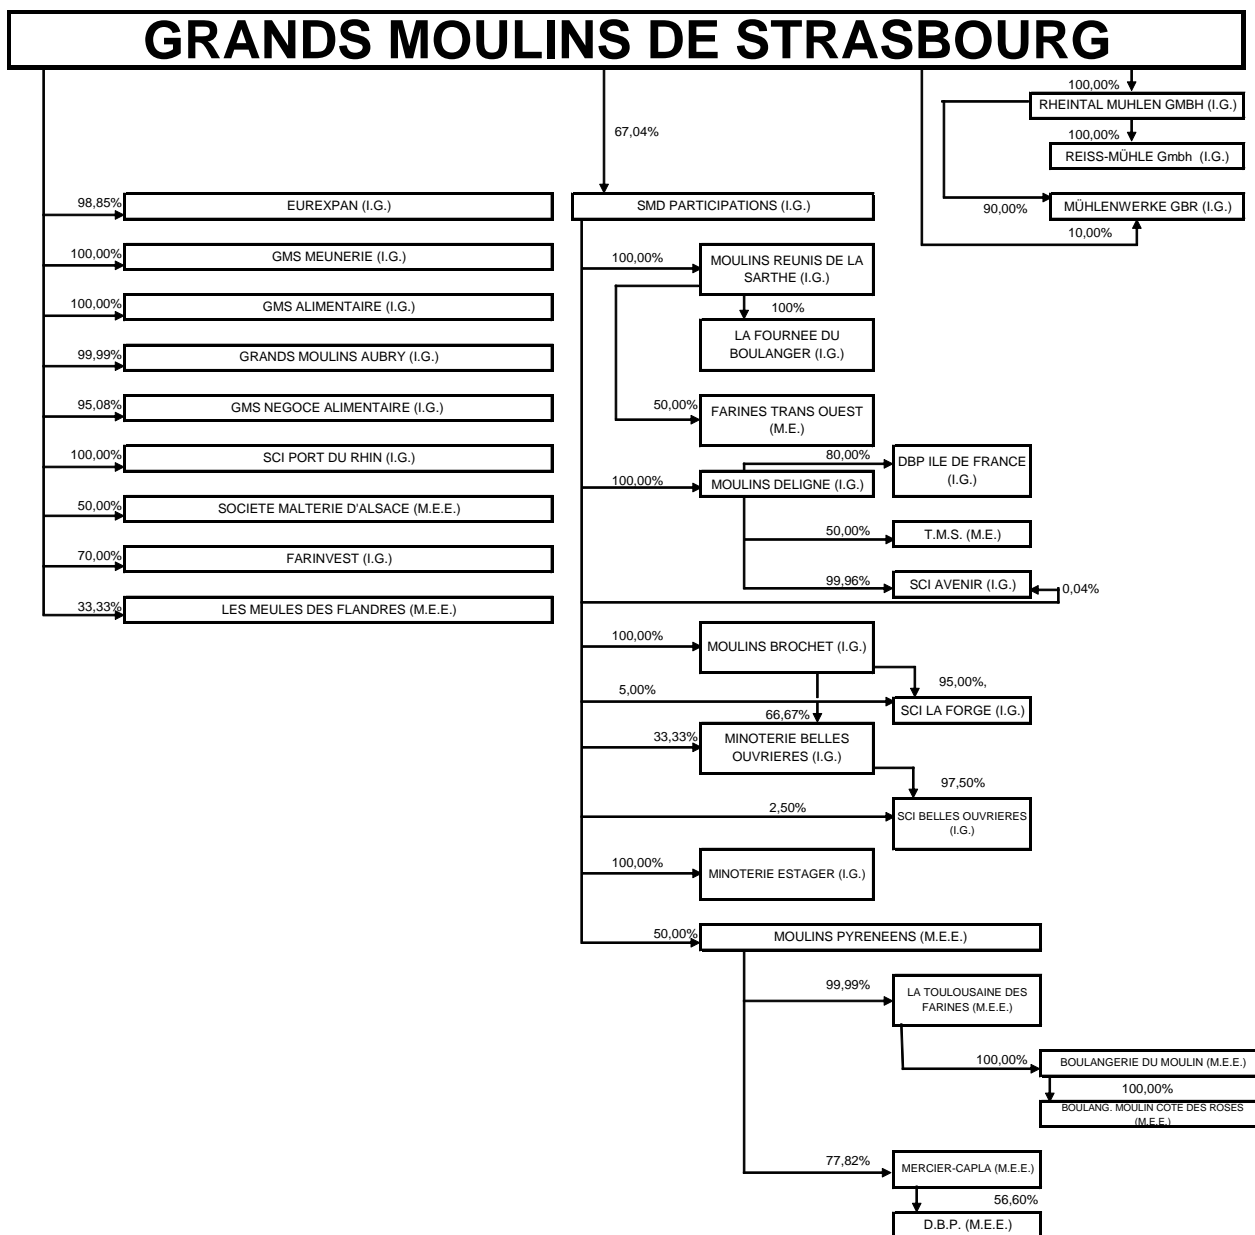 GRANDS MOULINS DE STRASBOURG
100,00%
RHEINTAL MUHLEN GMBH (I.G.)
67,04%
100,00%
REISS-MÜHLE Gmbh (I.G.)
98,85%
EUREXPAN (I.G.)
SMD PARTICIPATIONS (I.G.)
90,00%
MÜHLENWERKE GBR (I.G.)
10,00%
100,00%
GMS MEUNERIE (I.G.)
100,00%
MOULINS REUNIS DE LA
SARTHE (I.G.)
100,00%
GMS ALIMENTAIRE (I.G.)
100%
LA FOURNEE DU
BOULANGER (I.G.)
99,99%
GRANDS MOULINS AUBRY (I.G.)
95,08%
GMS NEGOCE ALIMENTAIRE (I.G.)
50,00%
FARINES TRANS OUEST
(M.E.)
100,00%
SCI PORT DU RHIN (I.G.)
80,00%
DBP ILE DE FRANCE
(I.G.)
100,00%
MOULINS DELIGNE (I.G.)
50,00%
SOCIETE MALTERIE D'ALSACE (M.E.E.)
50,00%
T.M.S. (M.E.)
70,00%
FARINVEST (I.G.)
99,96%
SCI AVENIR (I.G.)
0,04%
33,33%
LES MEULES DES FLANDRES (M.E.E.)
100,00%
MOULINS BROCHET (I.G.)
95,00%,
5,00%
SCI LA FORGE (I.G.)
66,67%
33,33%
MINOTERIE BELLES
OUVRIERES (I.G.)
97,50%
2,50%
SCI BELLES OUVRIERES
(I.G.)
100,00%
MINOTERIE ESTAGER (I.G.)
50,00%
MOULINS PYRENEENS (M.E.E.)
99,99%
LA TOULOUSAINE DES
FARINES (M.E.E.)
100,00%
BOULANGERIE DU MOULIN (M.E.E.)
100,00%
BOULANG. MOULIN COTE DES ROSES
(M.E.E.)
77,82%
MERCIER-CAPLA (M.E.E.)
56,60%
D.B.P. (M.E.E.)